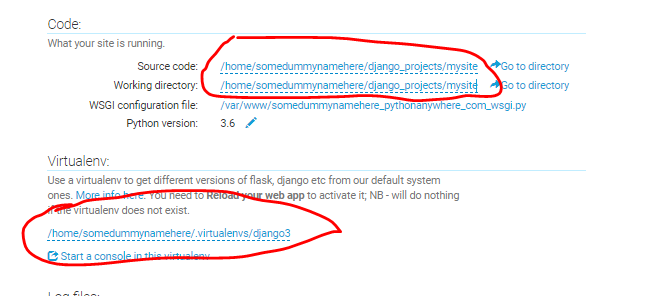 Code:
What your site is running.
Source code: /home/somedummynamehere/django_projects/mysite Go to directory
Working directory: /home/somedummynamehere/django_projects/mysite Go to directory
WSGI configuration file: /var/www/somedummynamehere_pythonanywhere_com_wsgi.py
Python version: 3.6
Virtualenv:
Use a virtualenv to get different versions of flask, django etc from our default system
ones. More info here. You need to Reload your web app to activate it; NB - will do nothing
if the virtualenv does not exist.
/home/somedummynamehere/.virtualenvs/django3
Start a console in this virtualenv
Log files: